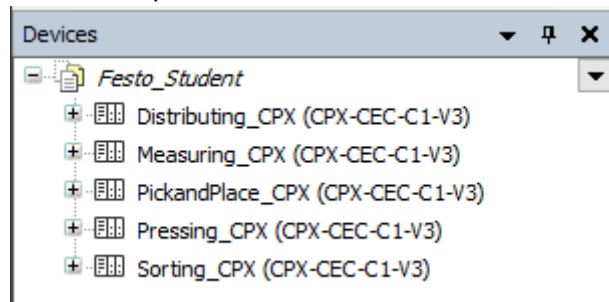 Devices
Festo_Student
Distributing_CPX (CPX-CEC-C1-V3)
Measuring_CPX (CPX-CEC-C1-V3)
PickandPlace_CPX (CPX-CEC-C1-V3)
Pressing_CPX (CPX-CEC-C1-V3)
Sorting_CPX (CPX-CEC-C1-V3)